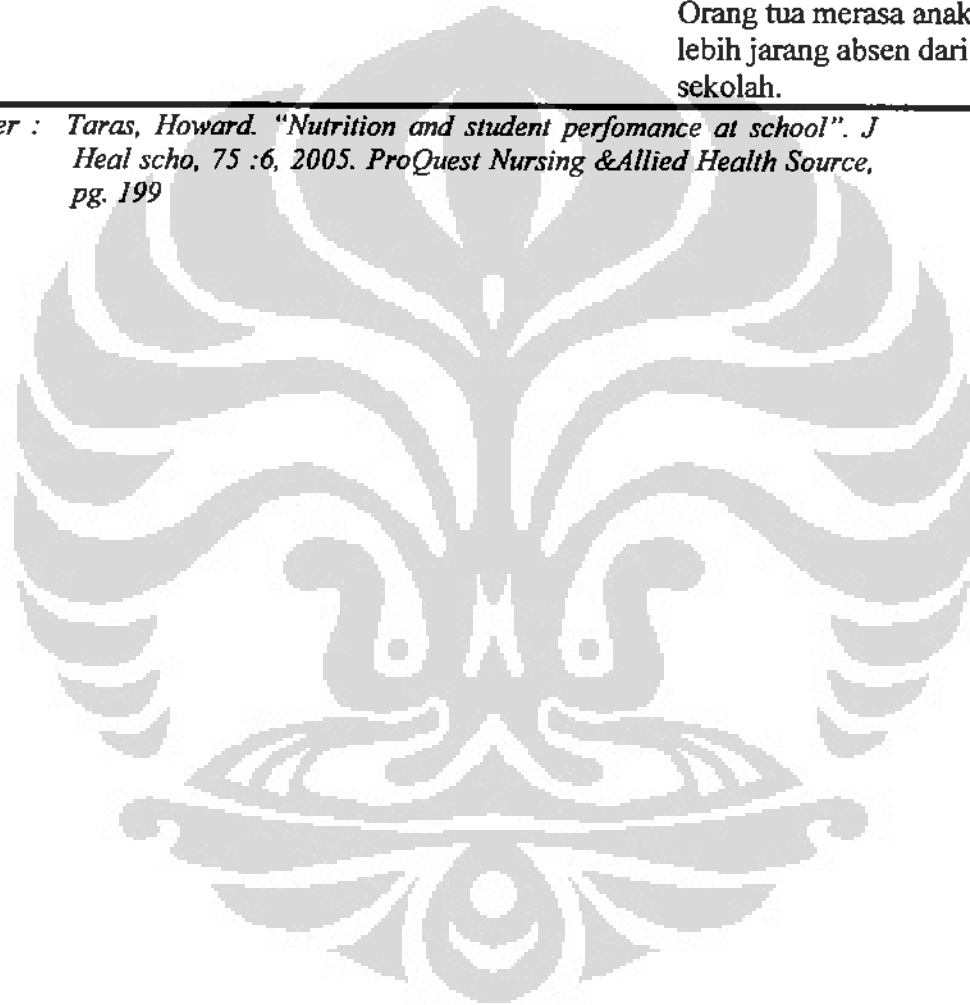 Orang tua merasa anak
lebih jarang absen dari
sekolah.
er : Taras, Howard. “Nutrition and student perfomance at school”. J
Heal scho, 75 :6, 2005. ProQuest Nursing &Allied Health Source,
pg. 199